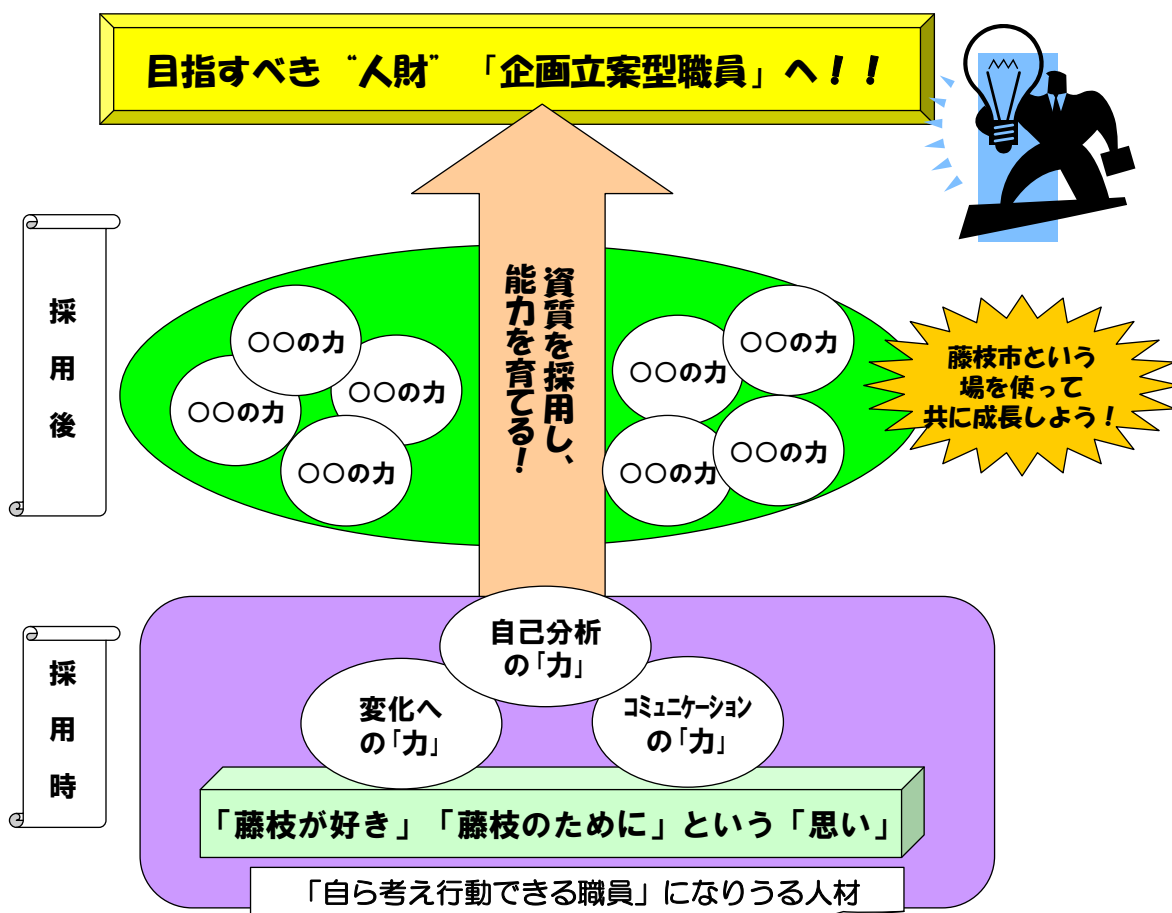 目指すべき “人財” 「企画立案型職員」へ！！
採用後
資質を採用し、
能力を育てる！
〇〇の力
〇〇の力
〇〇の力
〇〇の力
〇〇の力
〇〇の力
〇〇の力
〇〇の力
藤枝市という
場を使って
共に成長しよう！
採用時
自己分析
の「力」
変化へ
の「力」
コミュニケーション
の「力」
「藤枝が好き」「藤枝のために」という「思い」
「自ら考え行動できる職員」になりうる人材